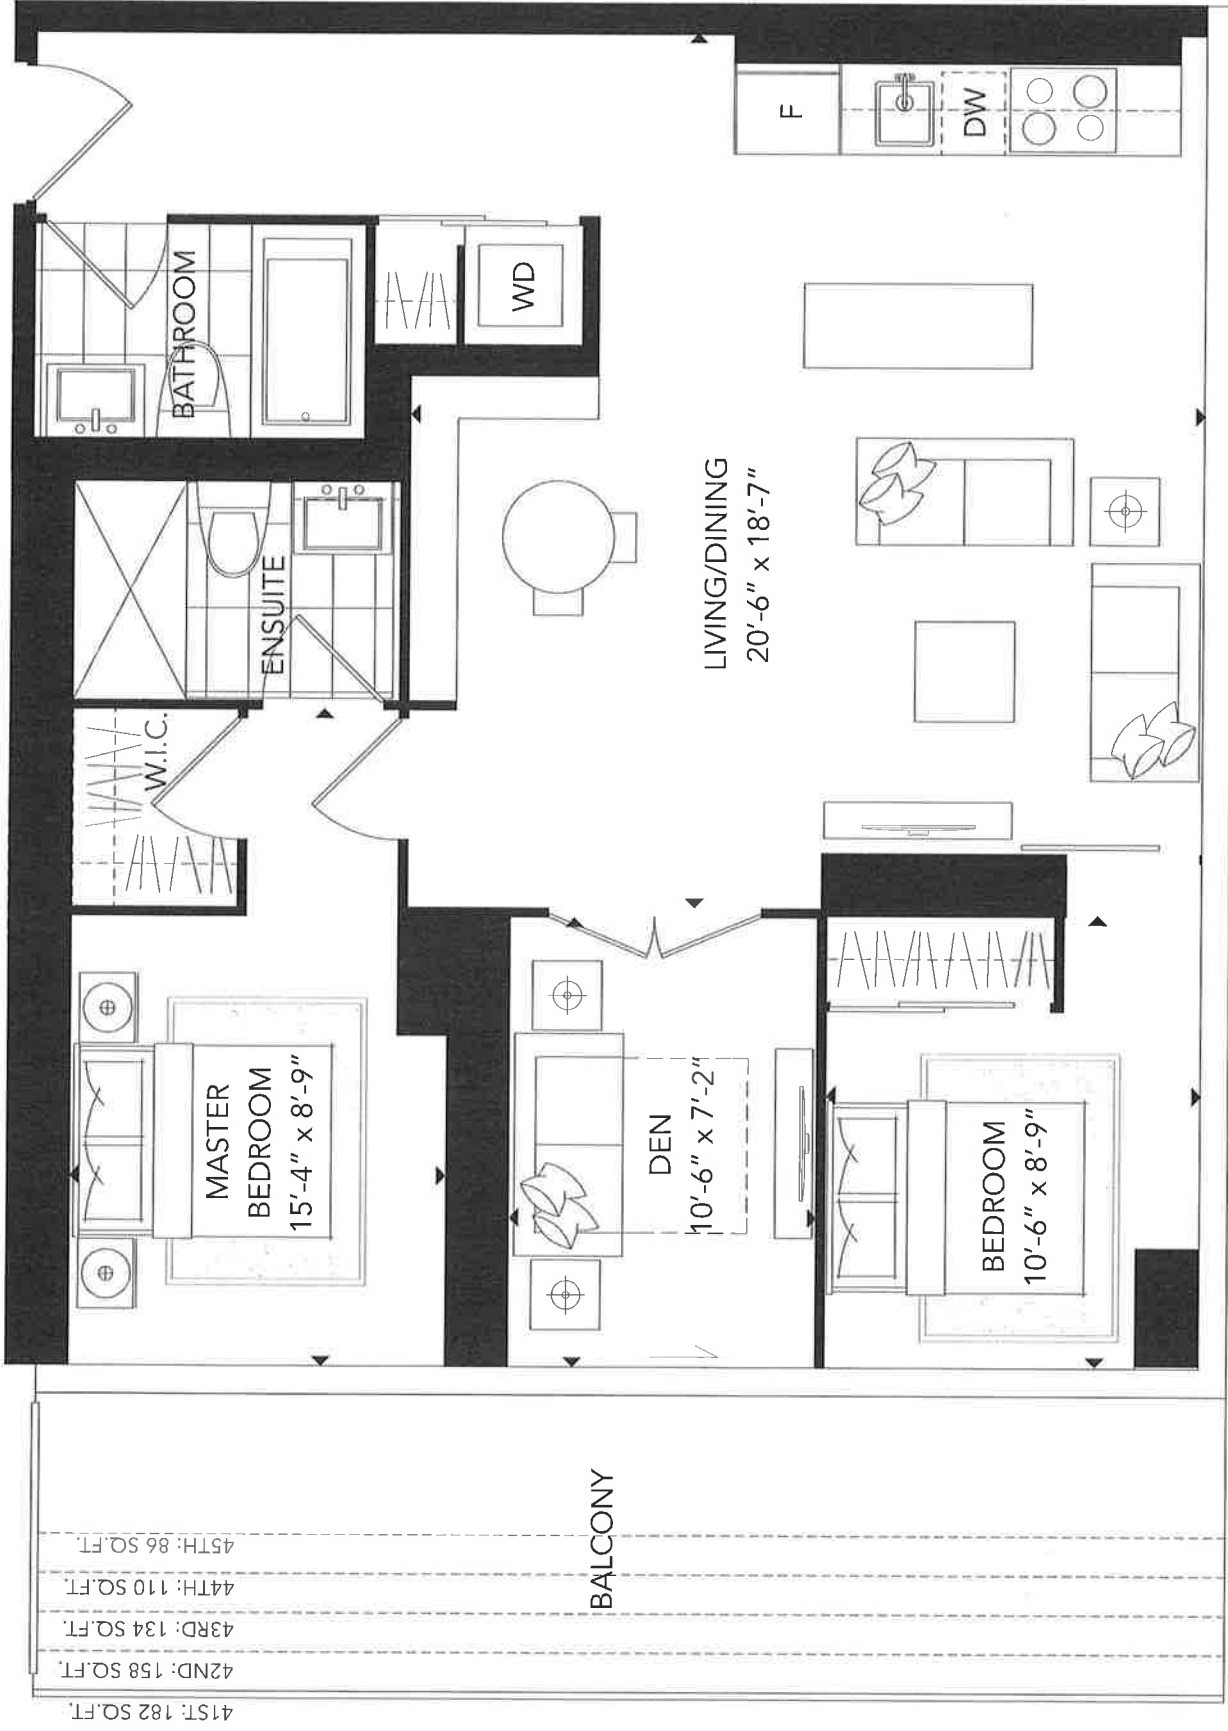 F
DW
BATHROOM
WD
ENSUITE
W.I.C.
LIVING/DINING
20'-6" x 18'-7"
MASTER
BEDROOM
15'-4" x 8'-9"
DEN
10'-6" x 7'-2"
BEDROOM
10'-6" x 8'-9"
BALCONY
45TH: 86 SQ.FT.
44TH: 110 SQ.FT.
43RD: 134 SQ.FT.
42ND: 158 SQ.FT.
41ST: 182 SQ.FT.